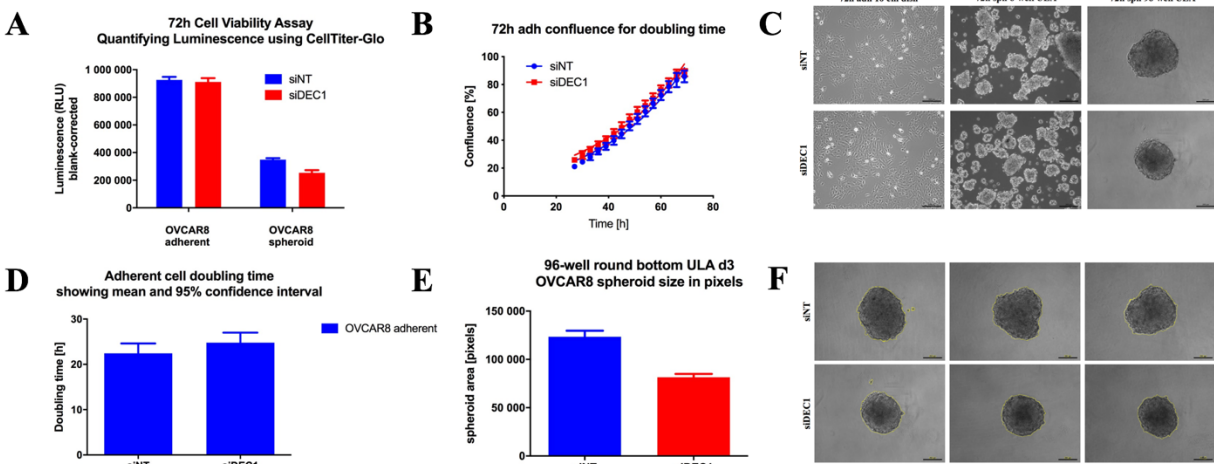 A
72h Cell Viability Assay
Quantifying Luminescence using CellTiter-Glo
Luminescence (RLU)
blank-corrected
1 000 000
800 000
600 000
400 000
200 000
0
siNT
siDEC1
OVCAR8
adherent
OVCAR8
spheroid
B
72h adh confluence for doubling time
Confluence [%]
100
80
60
40
20
0
siNT
siDEC1
0 20 40 60 80
Time [h]
C
siNT
siDEC1
D
Adherent cell doubling time
showing mean and 95% confidence interval
Doubling time [h]
30
20
10
0
OVCAR8 adherent
siNT siDEC1
E
96-well round bottom ULA d3
OVCAR8 spheroid size in pixels
spheroid area [pixels]
150 000
100 000
50 000
0
siNT siDEC1
F
siNT
siDEC1